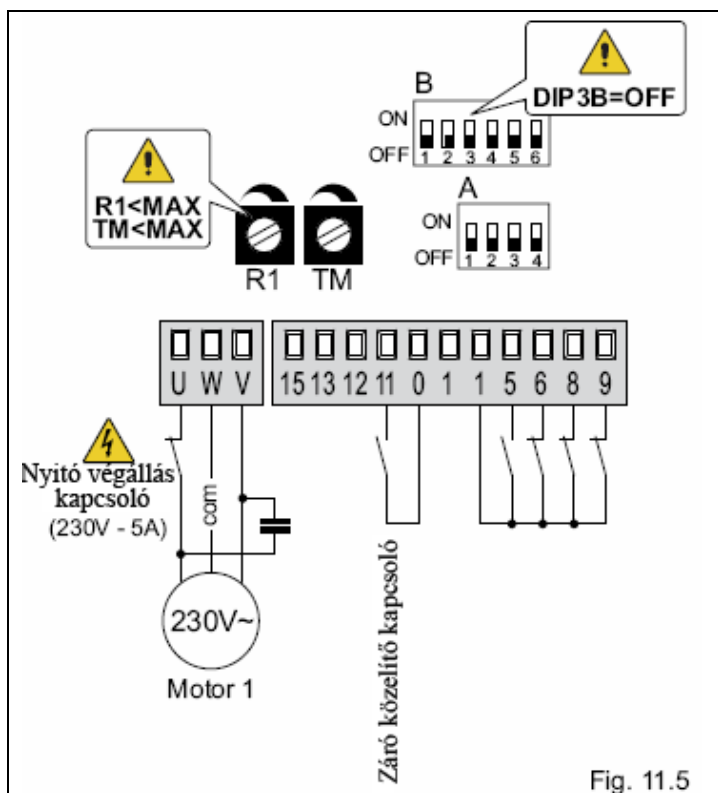 B
DIP3B=OFF
ON
OFF
1 2 3 4 5 6
R1<MAX
TM<MAX
A
ON
OFF
1 2 3 4
R1 TM
U W V
15 13 12 11 0 1 1 5 6 8 9
Nyitó végállás
kapcsoló
(230V - 5A)
com
230V~
Motor 1
Záró közelítő kapcsoló
Fig. 11.5